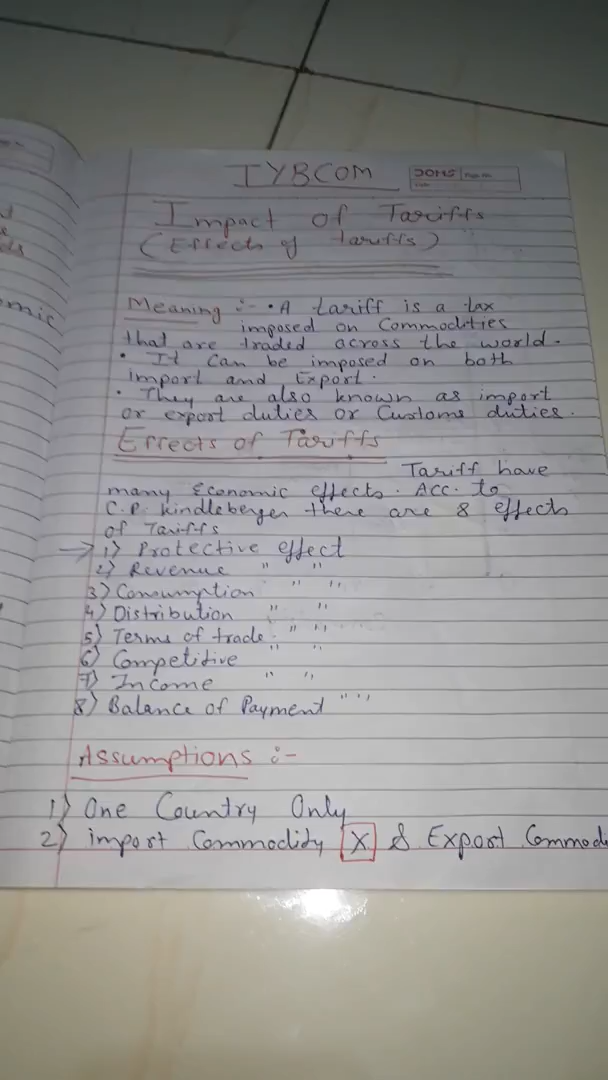 TYBCOM
Impact of Tariffs
(Effects of tariffs)
Meaning :- • A tariff is a tax
imposed on Commodities
that are traded across the world.
• It can be imposed on both
import and Export.
• They are also known as import
or export duties or Customs duties.
Effects of Tariffs
Tariff have
many Economic effects. Acc. to
C.P. Kindleberger there are 8 effects
of Tariffs
→ 1) Protective effect
2) Revenue " "
3) Consumption " "
4) Distribution " "
5) Terms of trade " "
6) Competitive " "
7) Income " "
8) Balance of Payment " "
Assumptions :-
1) One Country Only
2) import Commodity X & Export Commod